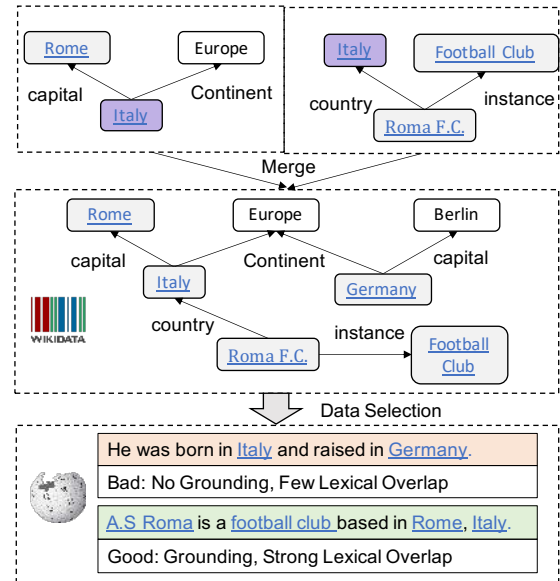 Rome
Europe
capital
Continent
Italy
Italy
Football Club
country
instance
Roma F.C.
Merge
Rome
Europe
Berlin
capital
Continent
capital
Italy
Germany
WIKIDATA
country
instance
Roma F.C.
Football
Club
Data Selection
He was born in Italy and raised in Germany.
Bad: No Grounding, Few Lexical Overlap
A.S Roma is a football club based in Rome, Italy.
Good: Grounding, Strong Lexical Overlap